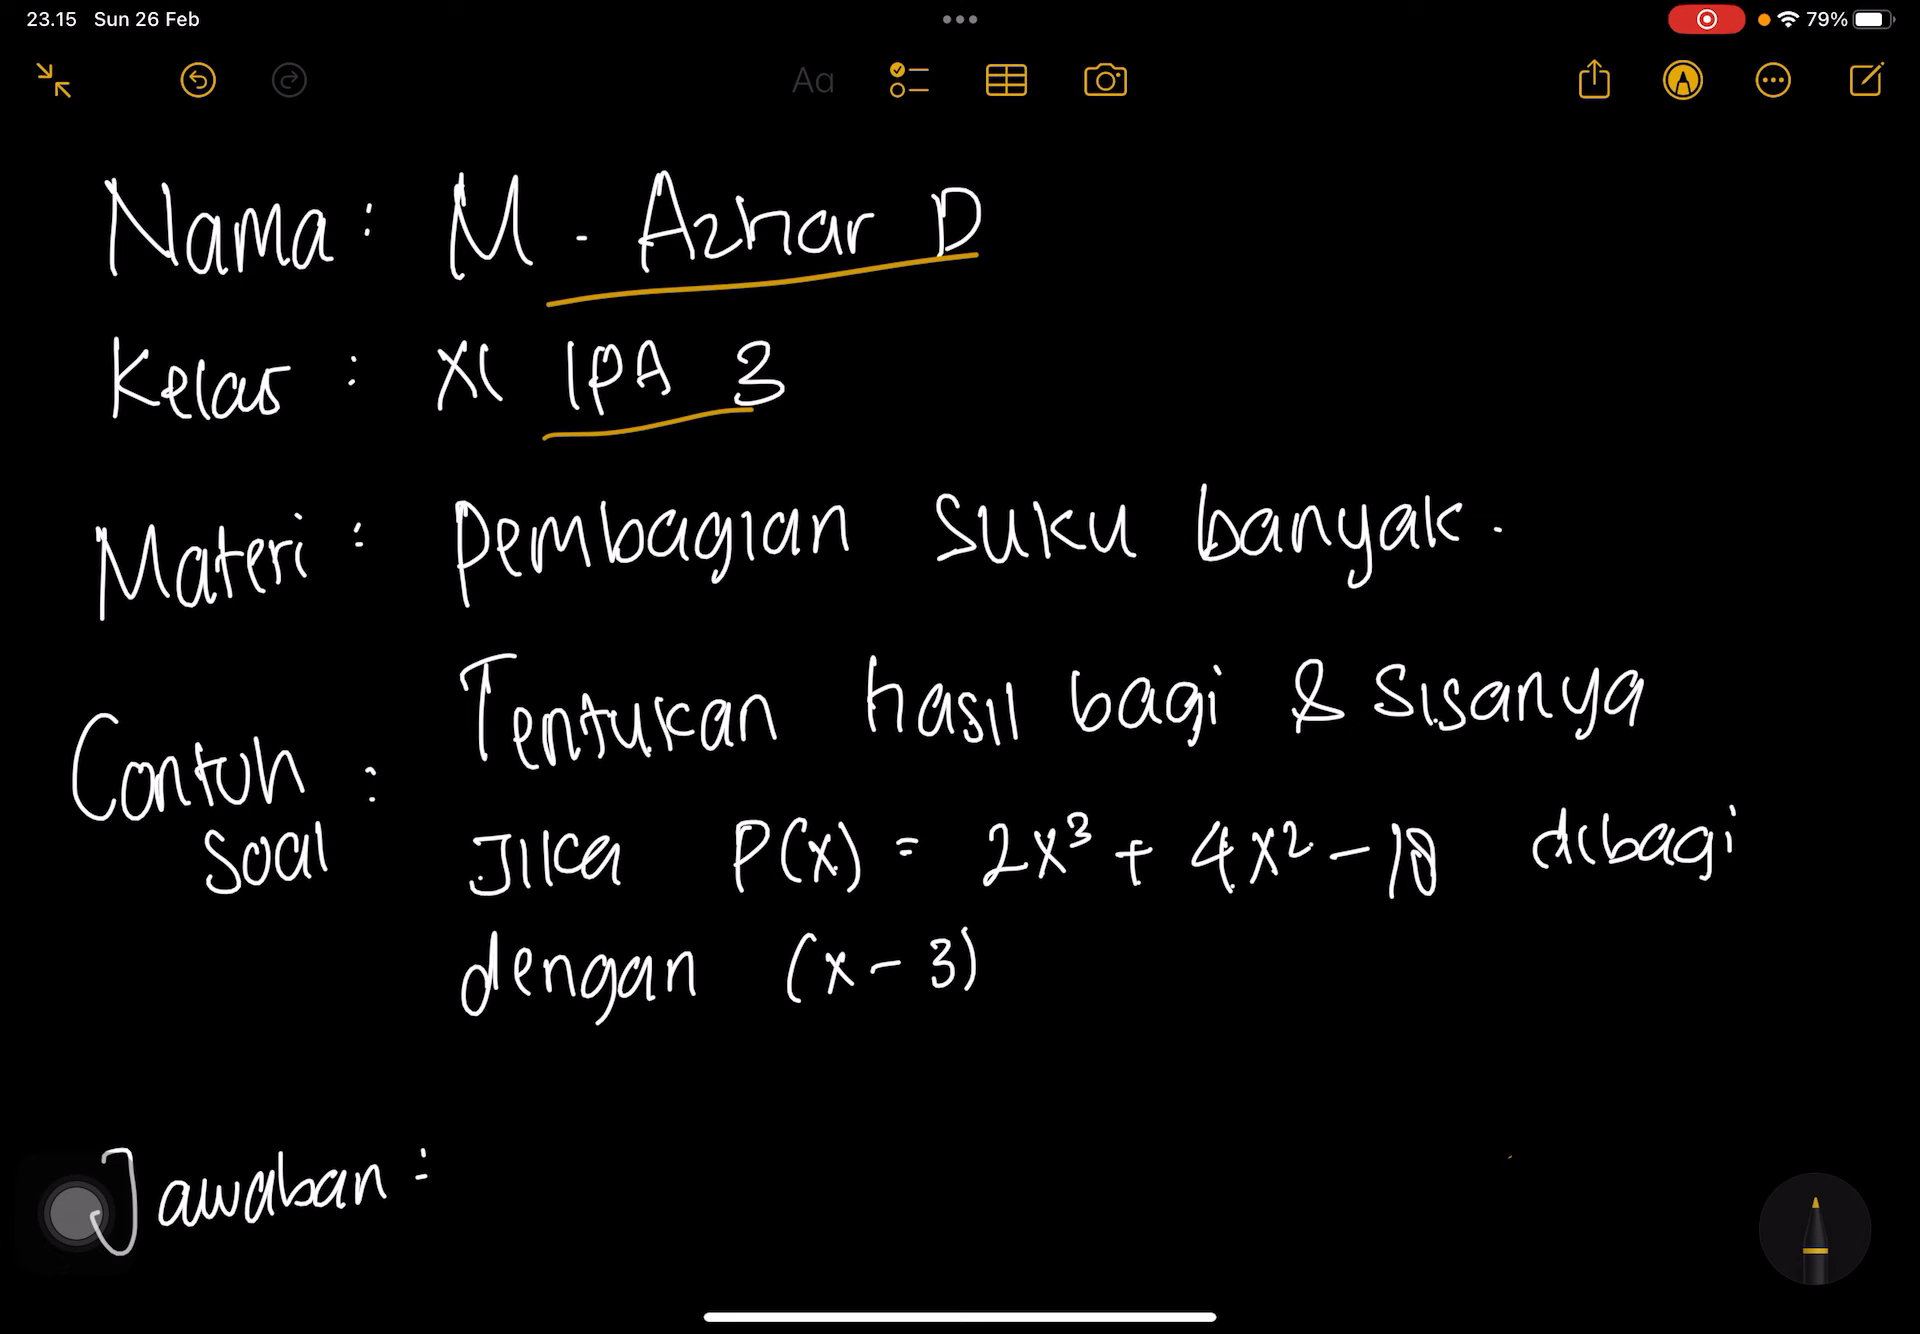 23.15 Sun 26 Feb
79%
Aa
Nama : M. Azhar D
Kelas : XI IPA 3
Materi : Pembagian suku banyak.
Contoh soal : Tentukan hasil bagi & sisanya
Jika P(x) = 2x³ + 4x² - 18 dibagi
dengan (x - 3)
Jawaban :